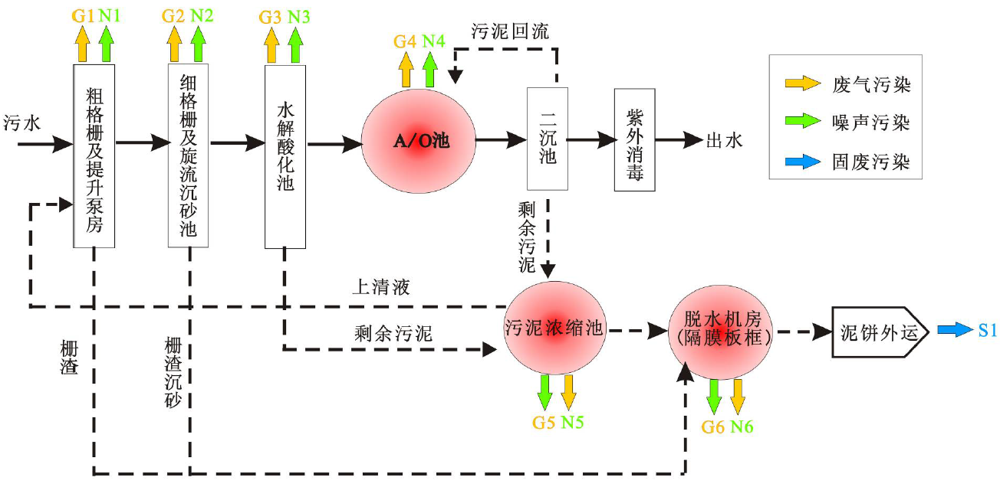 G1 N1
G2 N2
G3 N3
G4 N4
污泥回流
污水
粗格栅及提升泵房
细格栅及旋流沉砂池
水解酸化池
A/O池
二沉池
紫外消毒
出水
废气污染
噪声污染
固废污染
剩余污泥
上清液
剩余污泥
污泥浓缩池
脱水机房
(隔膜板框)
泥饼外运
S1
栅渣
栅渣沉砂
G5 N5
G6 N6